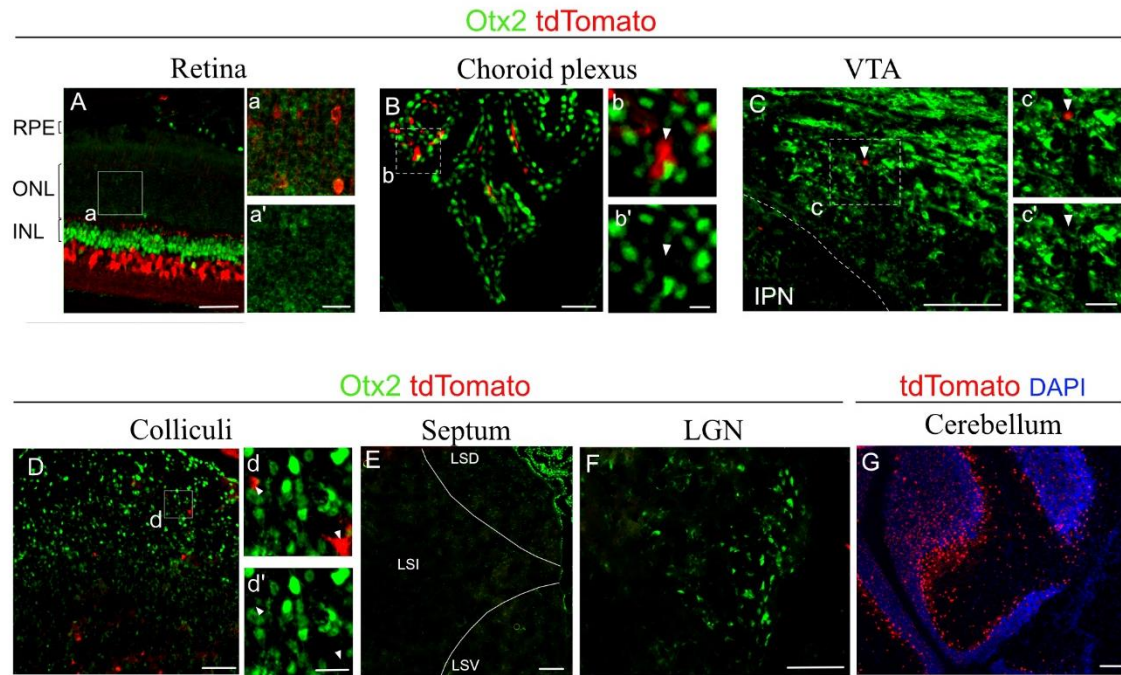 Otx2 tdTomato
Retina Choroid plexus VTA
A a B b C c
RPE
ONL
a
INL
b
c
a' b' c'
IPN
Otx2 tdTomato tdTomato DAPI
Colliculi Septum LGN Cerebellum
D d E LSD F G
d
LSI
d'
LSV